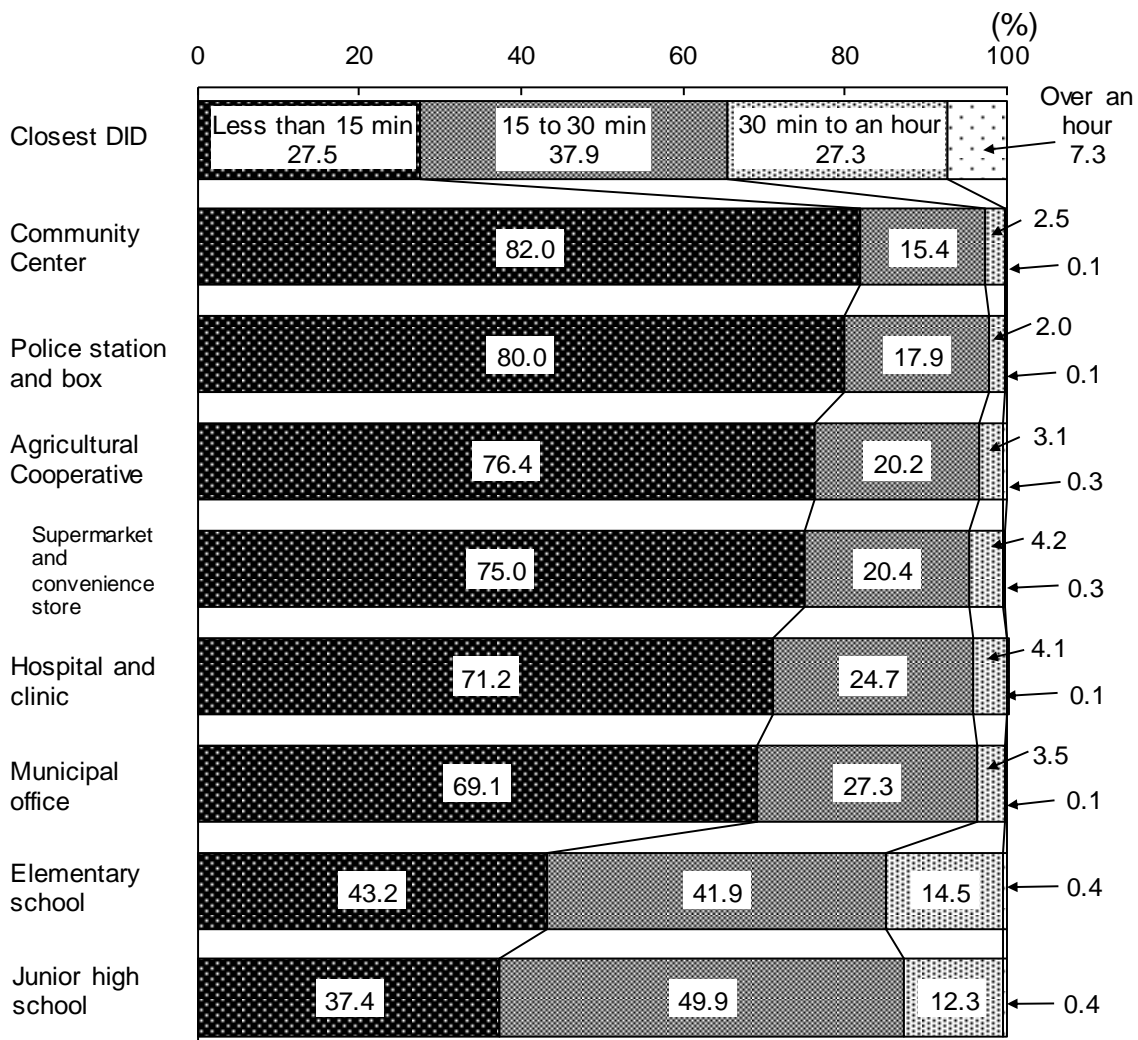 (%)
0 20 40 60 80 100
Closest DID
Less than 15 min
27.5
15 to 30 min
37.9
30 min to an hour
27.3
Over an
hour
7.3
Community
Center
82.0
15.4
2.5
0.1
Police station
and box
80.0
17.9
2.0
0.1
Agricultural
Cooperative
76.4
20.2
3.1
0.3
Supermarket
and
convenience
store
75.0
20.4
4.2
0.3
Hospital and
clinic
71.2
24.7
4.1
0.1
Municipal
office
69.1
27.3
3.5
0.1
Elementary
school
43.2
41.9
14.5
0.4
Junior high
school
37.4
49.9
12.3
0.4